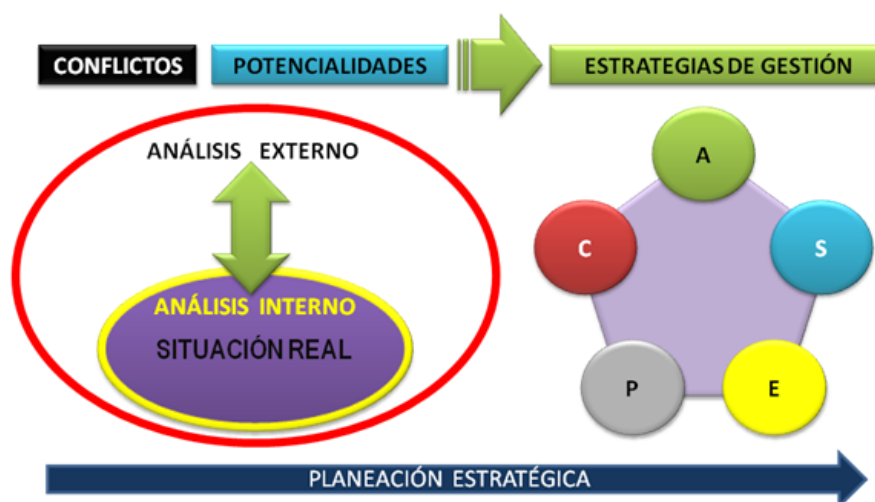 CONFLICTOS
POTENCIALIDADES
ESTRATEGIAS DE GESTIÓN
ANÁLISIS EXTERNO
ANÁLISIS INTERNO
SITUACIÓN REAL
A
C
S
P
E
PLANEACIÓN ESTRATÉGICA